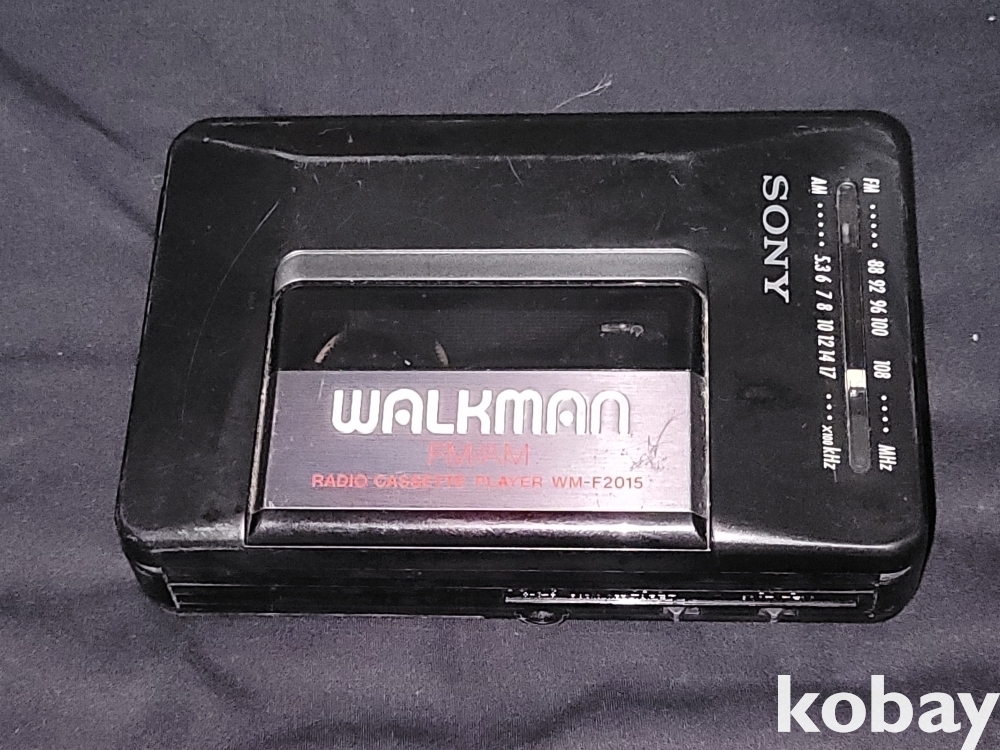 SONY
FM 88 92 96 100 108 MHz
AM 5.3 6 7 8 10 12 14 17 x100 kHz
WALKMAN
FM/AM
RADIO CASSETTE PLAYER WM-F2015
kobay